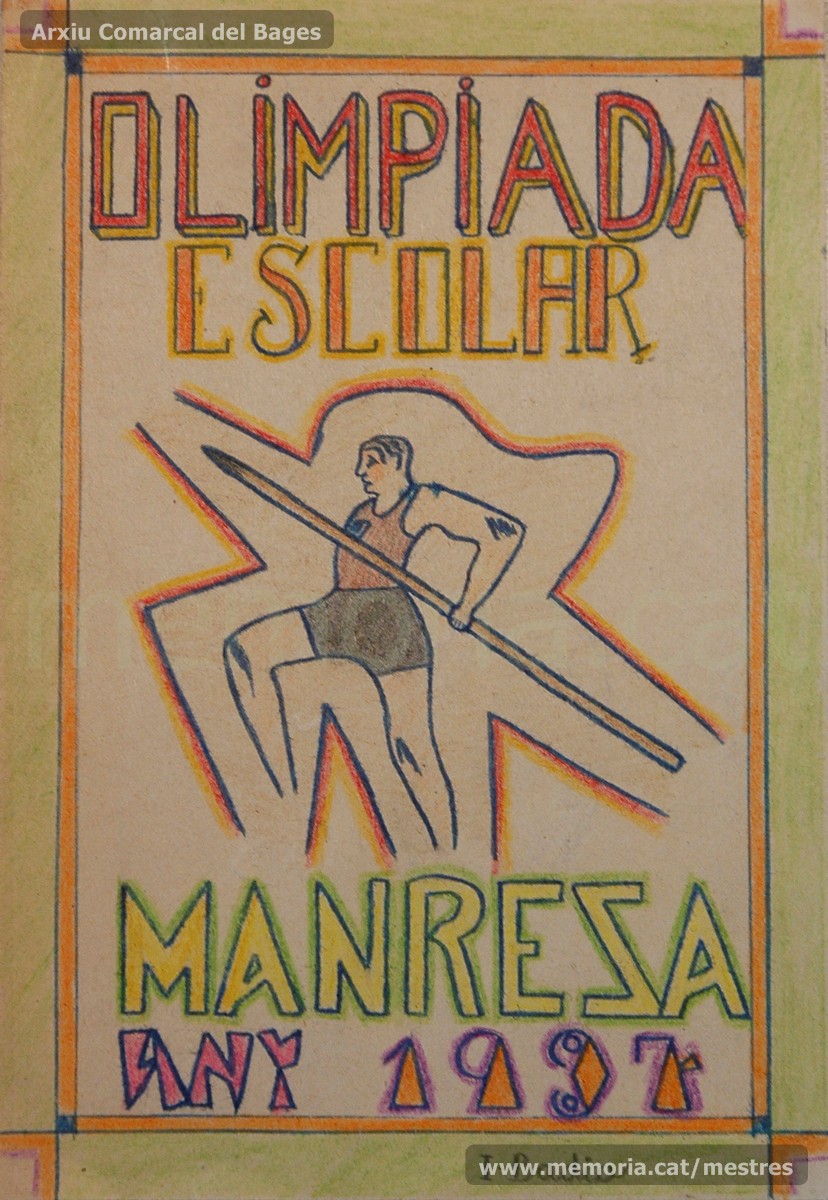 Arxiu Comarcal del Bages
OLiMPiADA
ESCOLAR
MANRESA
ANY 1937
www.memoria.cat/mestres